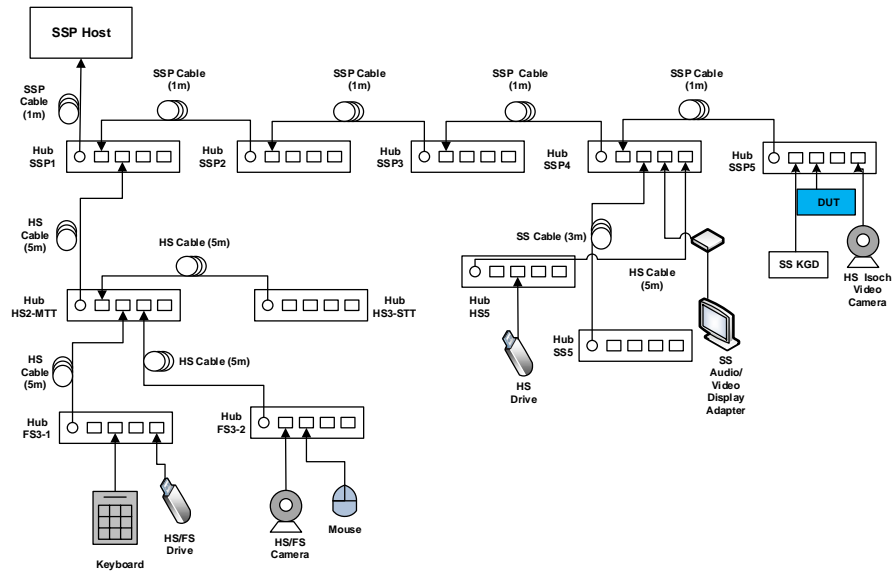 SSP Host
SSP
Cable
(1m)
SSP Cable
(1m)
SSP Cable
(1m)
SSP Cable
(1m)
SSP Cable
(1m)
Hub
SSP1
Hub
SSP2
Hub
SSP3
Hub
SSP4
Hub
SSP5
DUT
SS KGD
HS Isoch
Video
Camera
HS
Cable
(5m)
HS Cable (5m)
SS Cable (3m)
HS Cable
(5m)
Hub
HS2-MTT
Hub
HS3-STT
Hub
HS5
Hub
SS5
HS
Drive
SS
Audio/
Video
Display
Adapter
HS
Cable
(5m)
HS Cable (5m)
Hub
FS3-1
Hub
FS3-2
Keyboard
HS/FS
Drive
HS/FS
Camera
Mouse